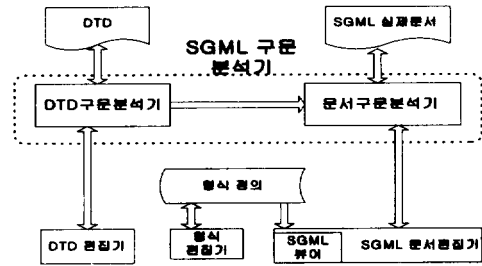 DTD
SGML 실제문서
SGML 구문
분석기
DTD구문분석기
문서구문분석기
형식 정의
DTD 편집기
형식
편집기
SGML
뷰어
SGML 문서편집기